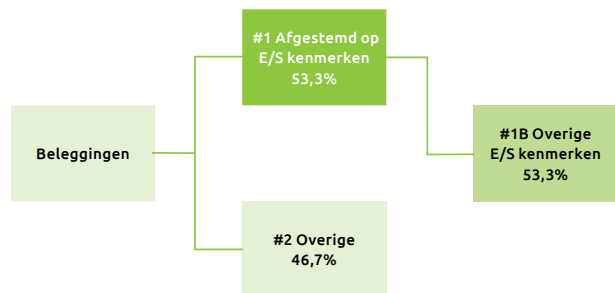 #1 Afgestemd op
E/S kenmerken
53,3%
Beleggingen
#1B Overige
E/S kenmerken
53,3%
#2 Overige
46,7%